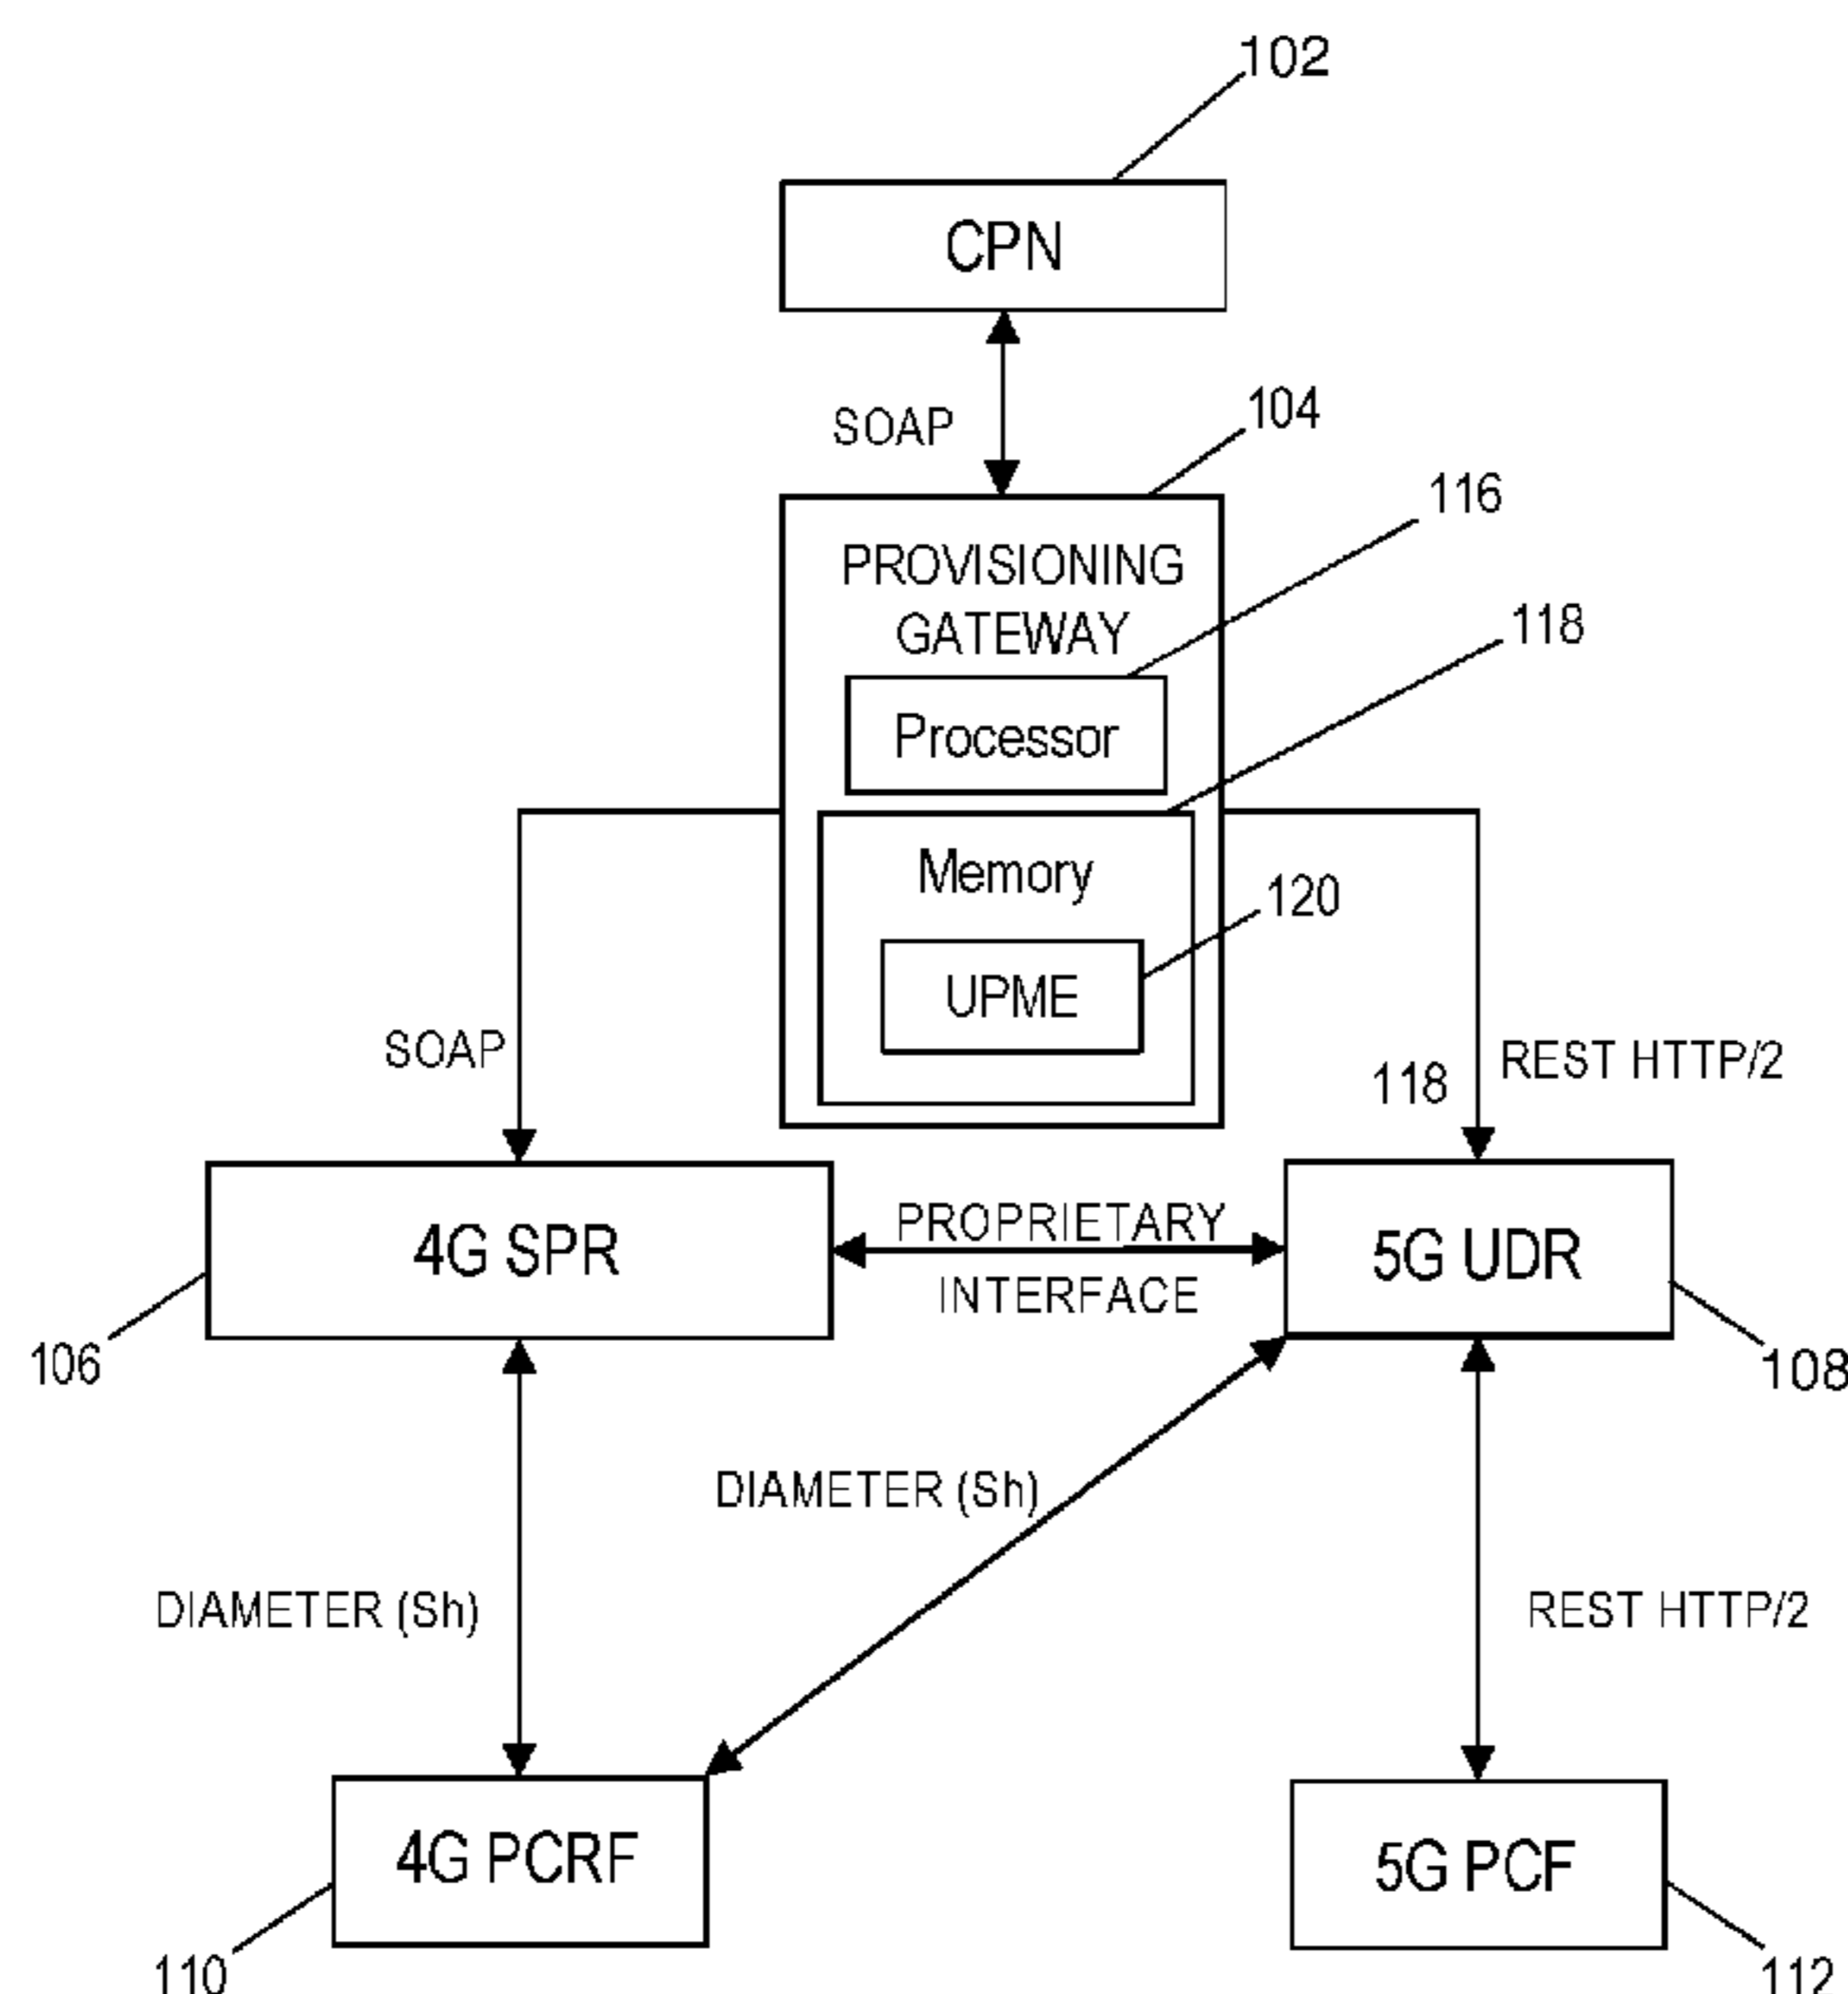 102
CPN
SOAP
104
116
PROVISIONING
GATEWAY
118
Processor
Memory
120
UPME
SOAP
REST HTTP/2
118
4G SPR
PROPRIETARY
INTERFACE
5G UDR
106
108
DIAMETER (Sh)
DIAMETER (Sh)
REST HTTP/2
4G PCRF
5G PCF
110
112